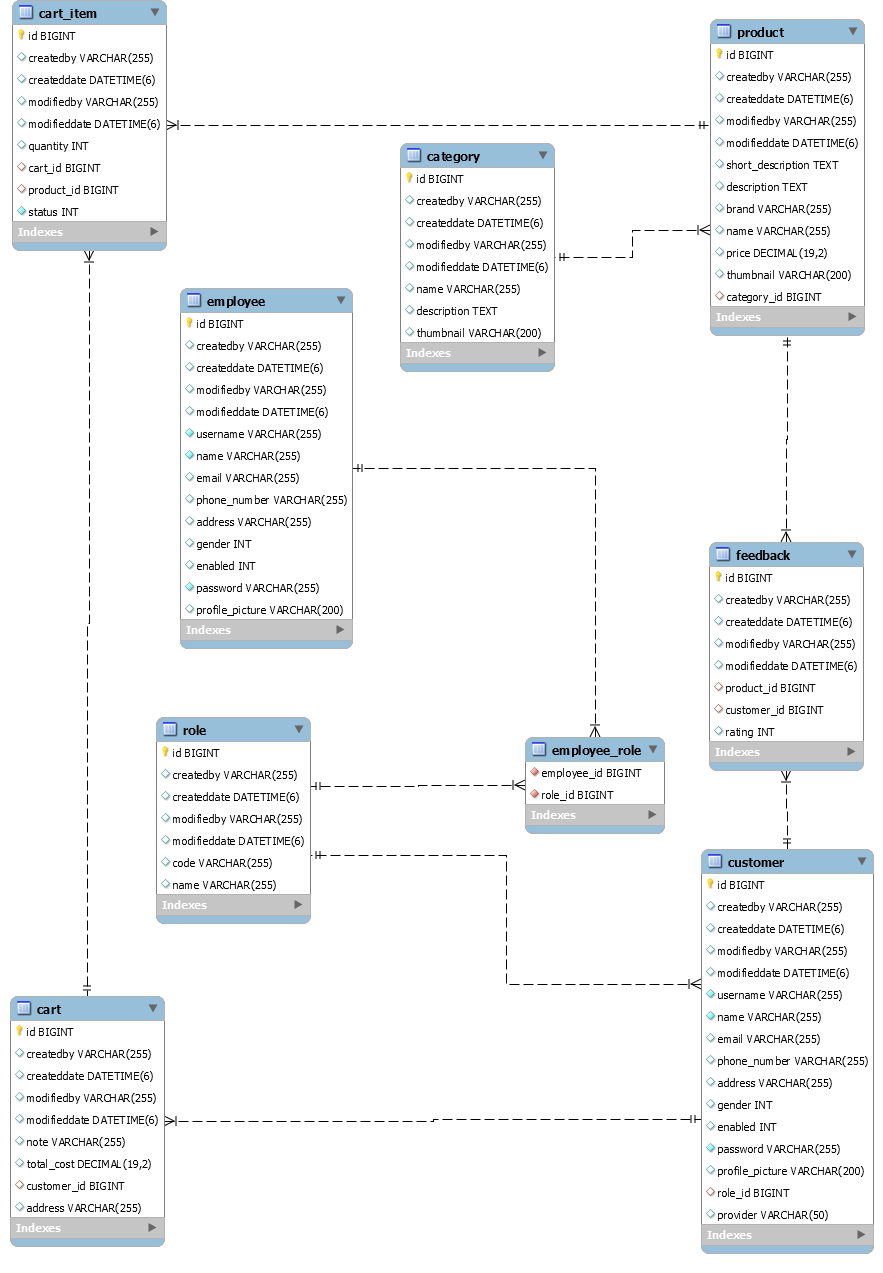 cart_item
id BIGINT
createdby VARCHAR(255)
createddate DATETIME(6)
modifiedby VARCHAR(255)
modifieddate DATETIME(6)
quantity INT
cart_id BIGINT
product_id BIGINT
status INT
Indexes
product
id BIGINT
createdby VARCHAR(255)
createddate DATETIME(6)
modifiedby VARCHAR(255)
modifieddate DATETIME(6)
short_description TEXT
description TEXT
brand VARCHAR(255)
name VARCHAR(255)
price DECIMAL(19,2)
thumbnail VARCHAR(200)
category_id BIGINT
Indexes
category
id BIGINT
createdby VARCHAR(255)
createddate DATETIME(6)
modifiedby VARCHAR(255)
modifieddate DATETIME(6)
name VARCHAR(255)
description TEXT
thumbnail VARCHAR(200)
Indexes
employee
id BIGINT
createdby VARCHAR(255)
createddate DATETIME(6)
modifiedby VARCHAR(255)
modifieddate DATETIME(6)
username VARCHAR(255)
name VARCHAR(255)
email VARCHAR(255)
phone_number VARCHAR(255)
address VARCHAR(255)
gender INT
enabled INT
password VARCHAR(255)
profile_picture VARCHAR(200)
Indexes
feedback
id BIGINT
createdby VARCHAR(255)
createddate DATETIME(6)
modifiedby VARCHAR(255)
modifieddate DATETIME(6)
product_id BIGINT
customer_id BIGINT
rating INT
Indexes
role
id BIGINT
createdby VARCHAR(255)
createddate DATETIME(6)
modifiedby VARCHAR(255)
modifieddate DATETIME(6)
code VARCHAR(255)
name VARCHAR(255)
Indexes
employee_role
employee_id BIGINT
role_id BIGINT
Indexes
customer
id BIGINT
createdby VARCHAR(255)
createddate DATETIME(6)
modifiedby VARCHAR(255)
modifieddate DATETIME(6)
username VARCHAR(255)
name VARCHAR(255)
email VARCHAR(255)
phone_number VARCHAR(255)
address VARCHAR(255)
gender INT
enabled INT
password VARCHAR(255)
profile_picture VARCHAR(200)
role_id BIGINT
provider VARCHAR(50)
Indexes
cart
id BIGINT
createdby VARCHAR(255)
createddate DATETIME(6)
modifiedby VARCHAR(255)
modifieddate DATETIME(6)
note VARCHAR(255)
total_cost DECIMAL(19,2)
customer_id BIGINT
address VARCHAR(255)
Indexes